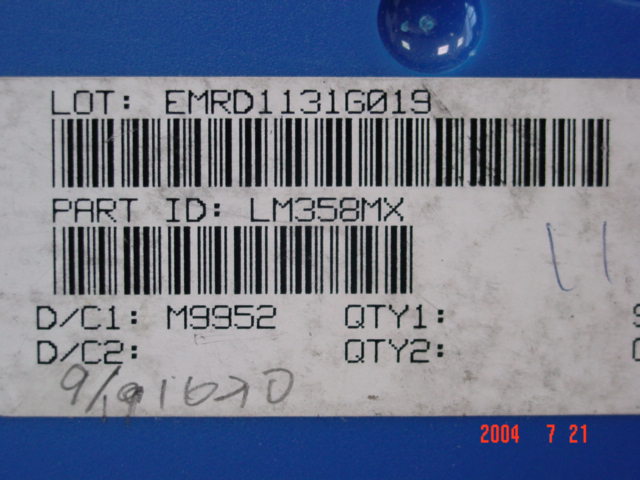 LOT: EMRD1131G019
PART ID: LM358MX
D/C1: M9952 QTY1:
D/C2: QTY2:
2004 7 21